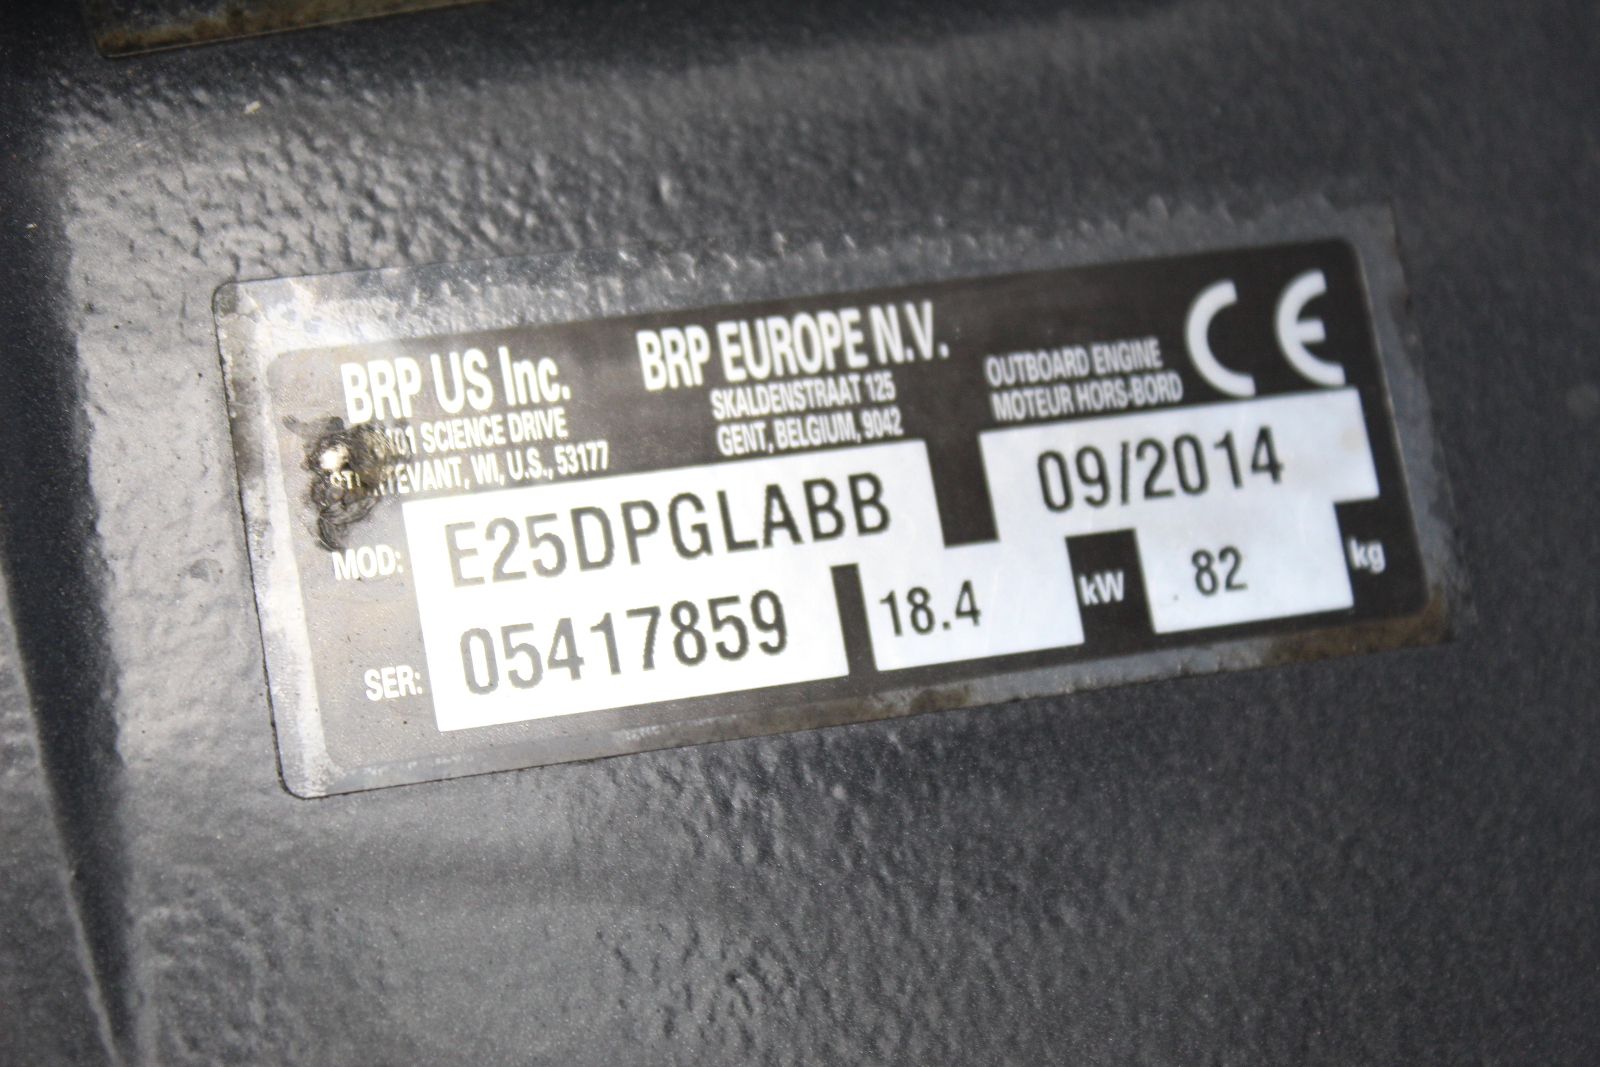 BRP US Inc.
SCIENCE DRIVE
WI, U.S., 53177
BRP EUROPE N.V.
SKALDENSTRAAT 125
GENT, BELGIUM, 9042
OUTBOARD ENGINE
MOTEUR HORS-BORD
CE
MOD: E25DPGLABB
09/2014
SER: 05417859
18.4 kW
82 kg